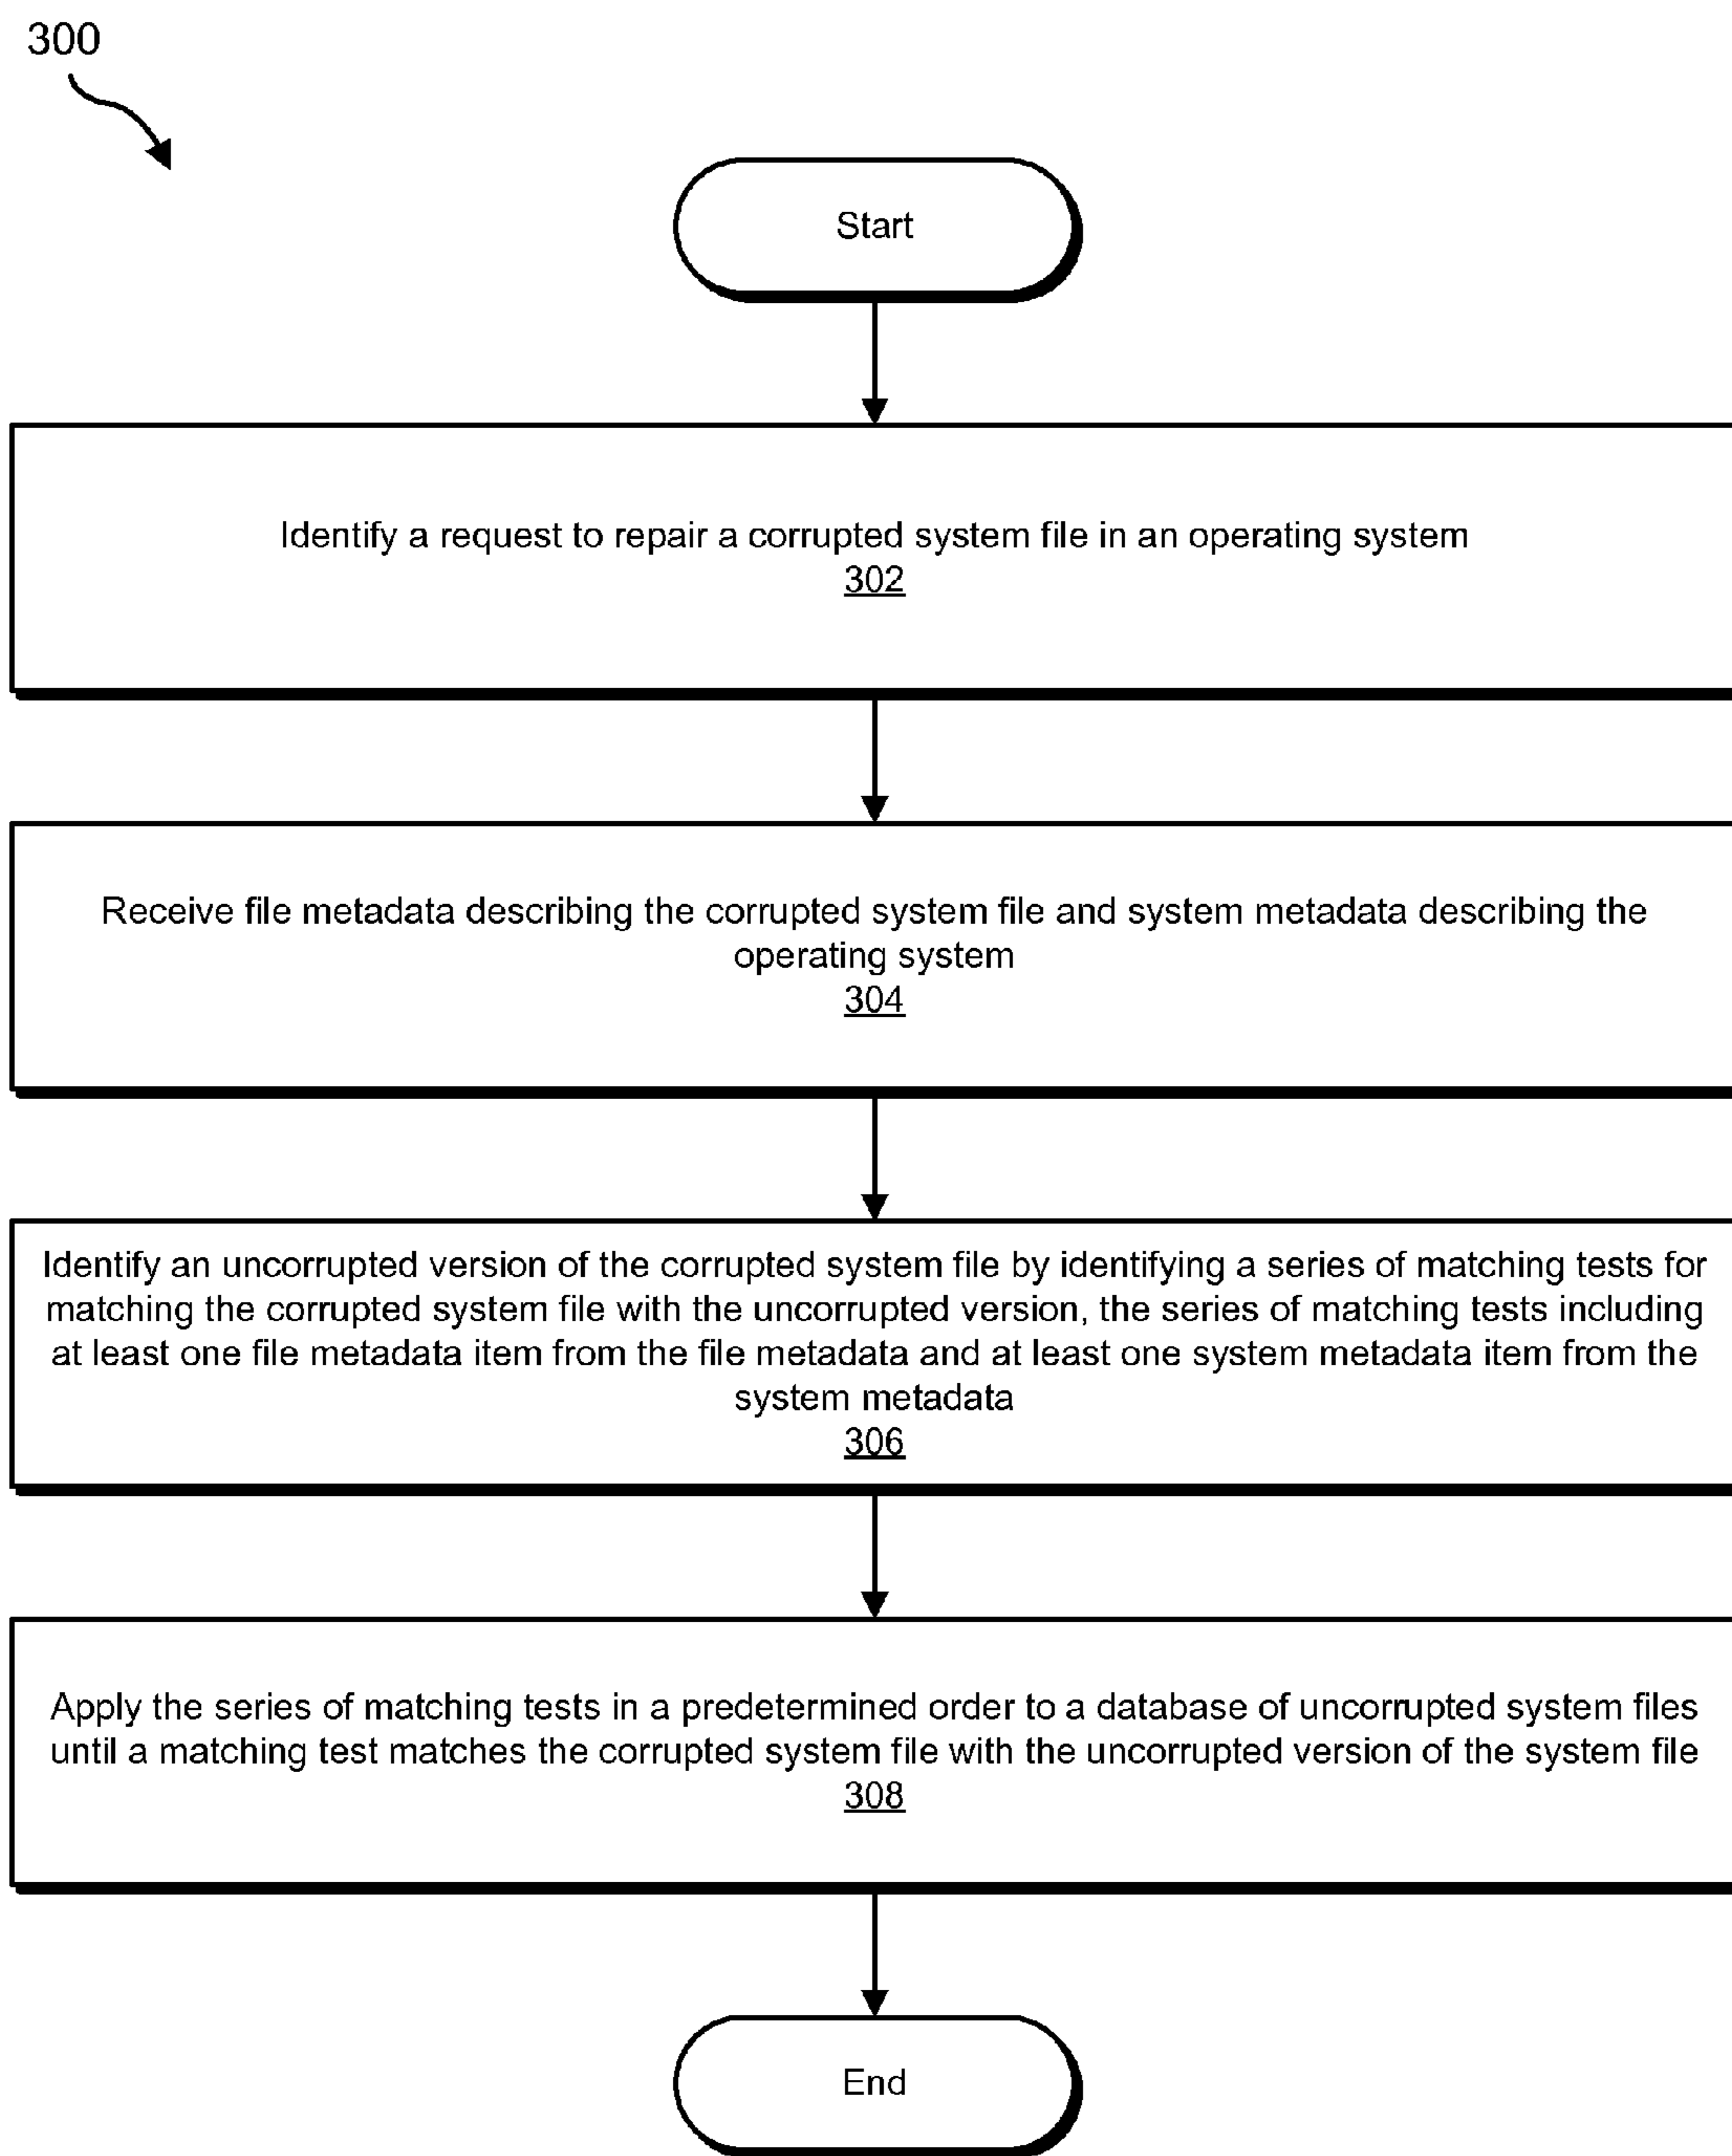 300
Start
Identify a request to repair a corrupted system file in an operating system
302
Receive file metadata describing the corrupted system file and system metadata describing the
operating system
304
Identify an uncorrupted version of the corrupted system file by identifying a series of matching tests for
matching the corrupted system file with the uncorrupted version, the series of matching tests including
at least one file metadata item from the file metadata and at least one system metadata item from the
system metadata
306
Apply the series of matching tests in a predetermined order to a database of uncorrupted system files
until a matching test matches the corrupted system file with the uncorrupted version of the system file
308
End